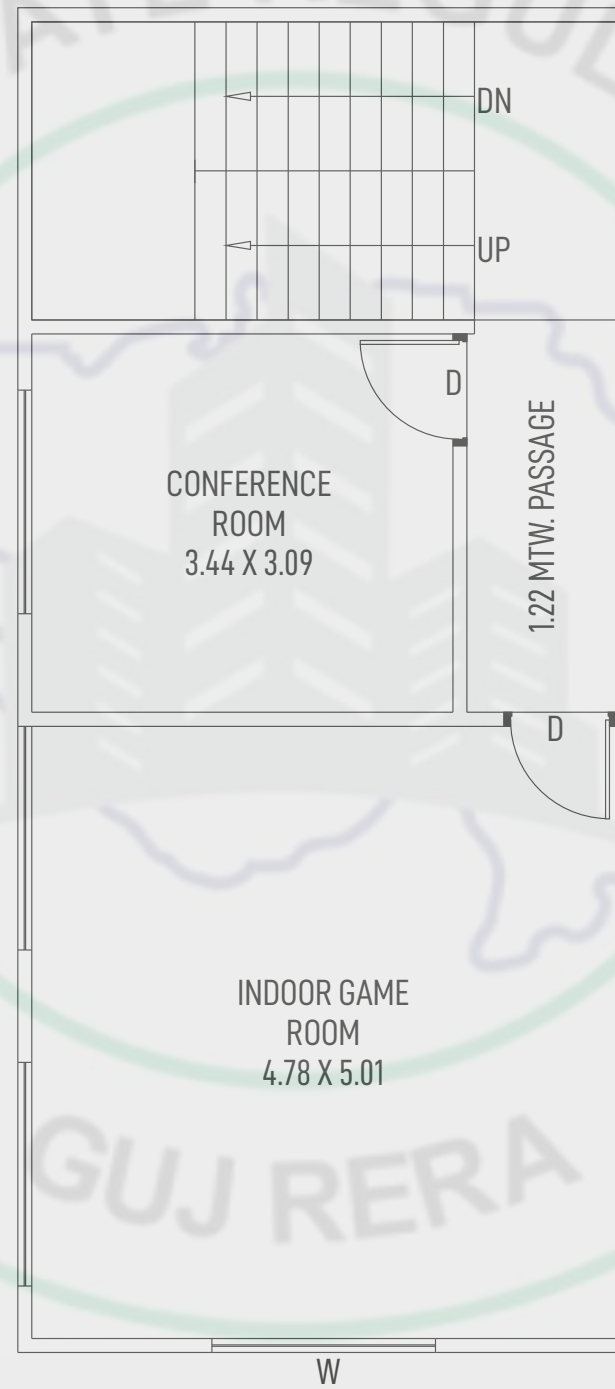 DN
UP
D
CONFERENCE
ROOM
3.44 X 3.09
1.22 MTW. PASSAGE
D
INDOOR GAME
ROOM
4.78 X 5.01
GUJ RERA
W